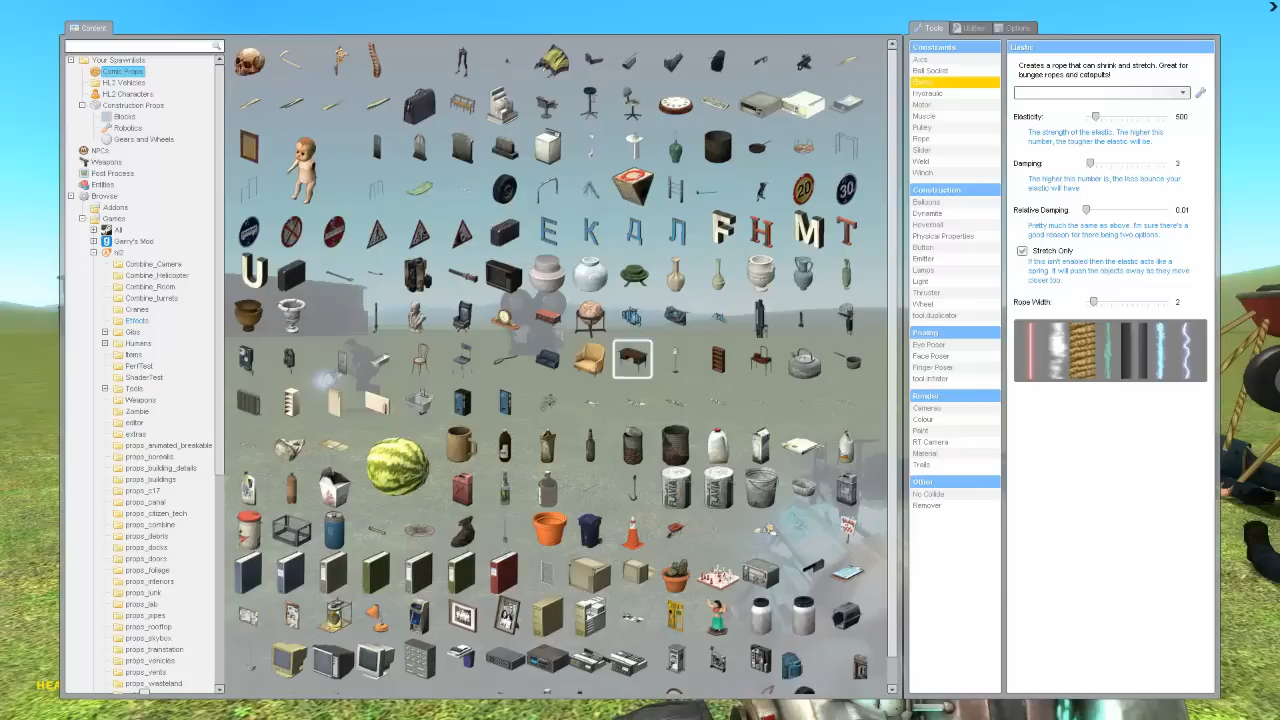 Content
Your Spawnlists
Comic Props
HL2 Vehicles
HL2 Characters
Construction Props
Blocks
Robotics
Gears and Wheels
NPCs
Weapons
Post Process
Entities
Browse
Addons
Games
All
Garry's Mod
hl2
Combine_Camera
Combine_Helicopter
Combine_Room
Combine_turrets
Cranes
Effects
Gibs
Humans
Items
PerfTest
ShaderTest
Tools
Weapons
Zombie
editor
extras
props_animated_breakable
props_borealis
props_building_details
props_buildings
props_c17
props_canal
props_citizen_tech
props_combine
props_debris
props_docks
props_doors
props_foliage
props_interiors
props_junk
props_lab
props_pipes
props_rooftop
props_skybox
props_trainstation
props_vehicles
props_vents
props_wasteland
20
30
Е К Д Л F H M T
U
HEA
Tools
Utilities
Options
Constraints
Axis
Ball Socket
Elastic
Hydraulic
Motor
Muscle
Pulley
Rope
Slider
Weld
Winch
Construction
Balloons
Dynamite
Hoverball
Physical Properties
Button
Emitter
Lamps
Light
Thruster
Wheel
tool.duplicator
Posing
Eye Poser
Face Poser
Finger Poser
tool.inflator
Render
Cameras
Colour
Paint
RT Camera
Material
Trails
Other
No Collide
Remover
Elastic
Creates a rope that can shrink and stretch. Great for
bungee ropes and catapults!
Elasticity: 500
The strength of the elastic. The higher this
number, the tougher the elastic will be.
Damping: 3
The higher this number is, the less bounce your
elastic will have
Relative Damping: 0.01
Pretty much the same as above. I'm sure there's a
good reason for there being two options.
Stretch Only
If this isn't enabled then the elastic acts like a
spring. It will push the objects away as they move
closer too.
Rope Width: 2